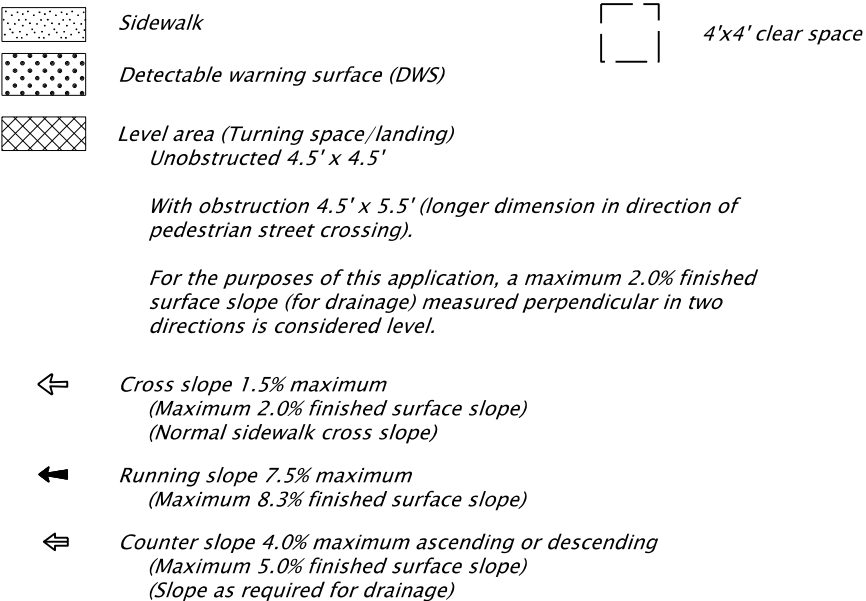 Sidewalk
4'x4' clear space
Detectable warning surface (DWS)
Level area (Turning space/landing)
Unobstructed 4.5' x 4.5'
With obstruction 4.5' x 5.5' (longer dimension in direction of
pedestrian street crossing).
For the purposes of this application, a maximum 2.0% finished
surface slope (for drainage) measured perpendicular in two
directions is considered level.
Cross slope 1.5% maximum
(Maximum 2.0% finished surface slope)
(Normal sidewalk cross slope)
Running slope 7.5% maximum
(Maximum 8.3% finished surface slope)
Counter slope 4.0% maximum ascending or descending
(Maximum 5.0% finished surface slope)
(Slope as required for drainage)